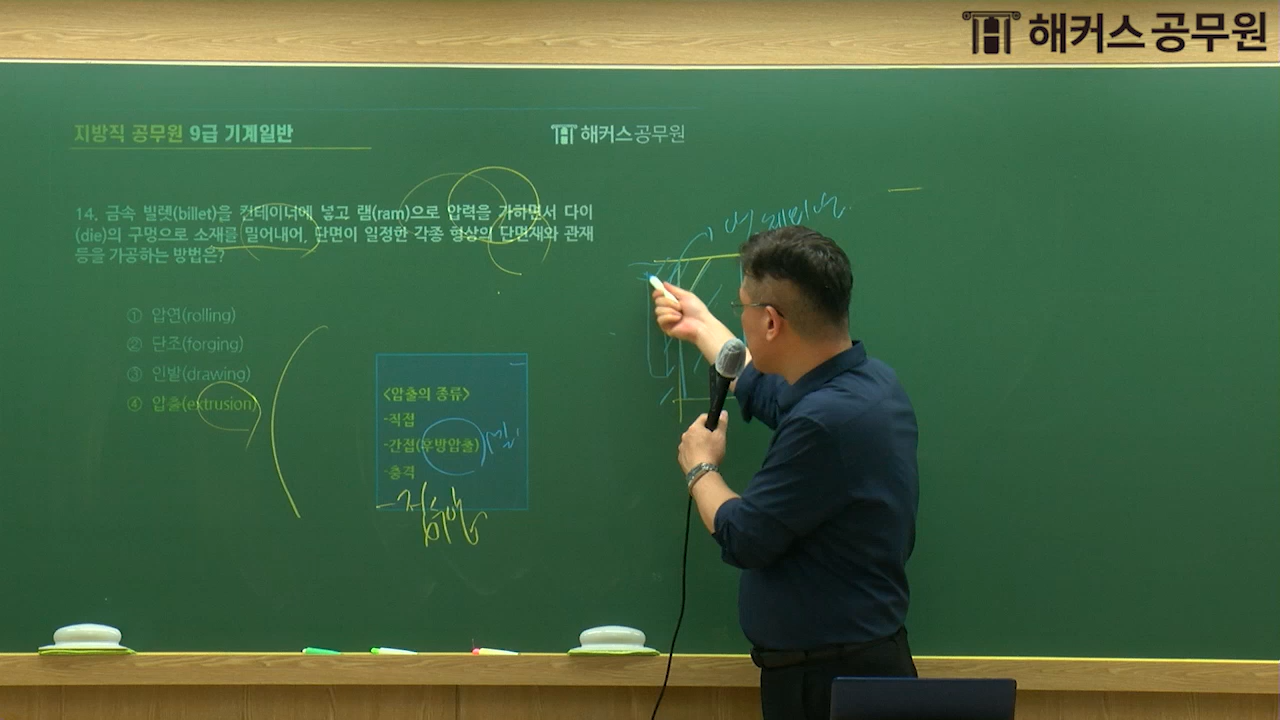 해커스공무원
지방직 공무원 9급 기계일반
해커스공무원
14. 금속 빌렛(billet)을 컨테이너에 넣고 램(ram)으로 압력을 가하면서 다이
(die)의 구멍으로 소재를 밀어내어, 단면이 일정한 각종 형상의 단면재와 관재
등을 가공하는 방법은?
① 압연(rolling)
② 단조(forging)
③ 인발(drawing)
④ 압출(extrusion)
<압출의 종류>
-직접
-간접(후방압출)
-충격